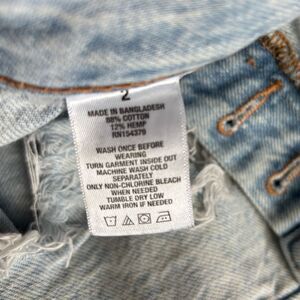 2
MADE IN BANGLADESH
88% COTTON
12% HEMP
RN154379
WASH ONCE BEFORE
WEARING
TURN GARMENT INSIDE OUT
MACHINE WASH COLD
SEPARATELY
ONLY NON-CHLORINE BLEACH
WHEN NEEDED
TUMBLE DRY LOW
WARM IRON IF NEEDED